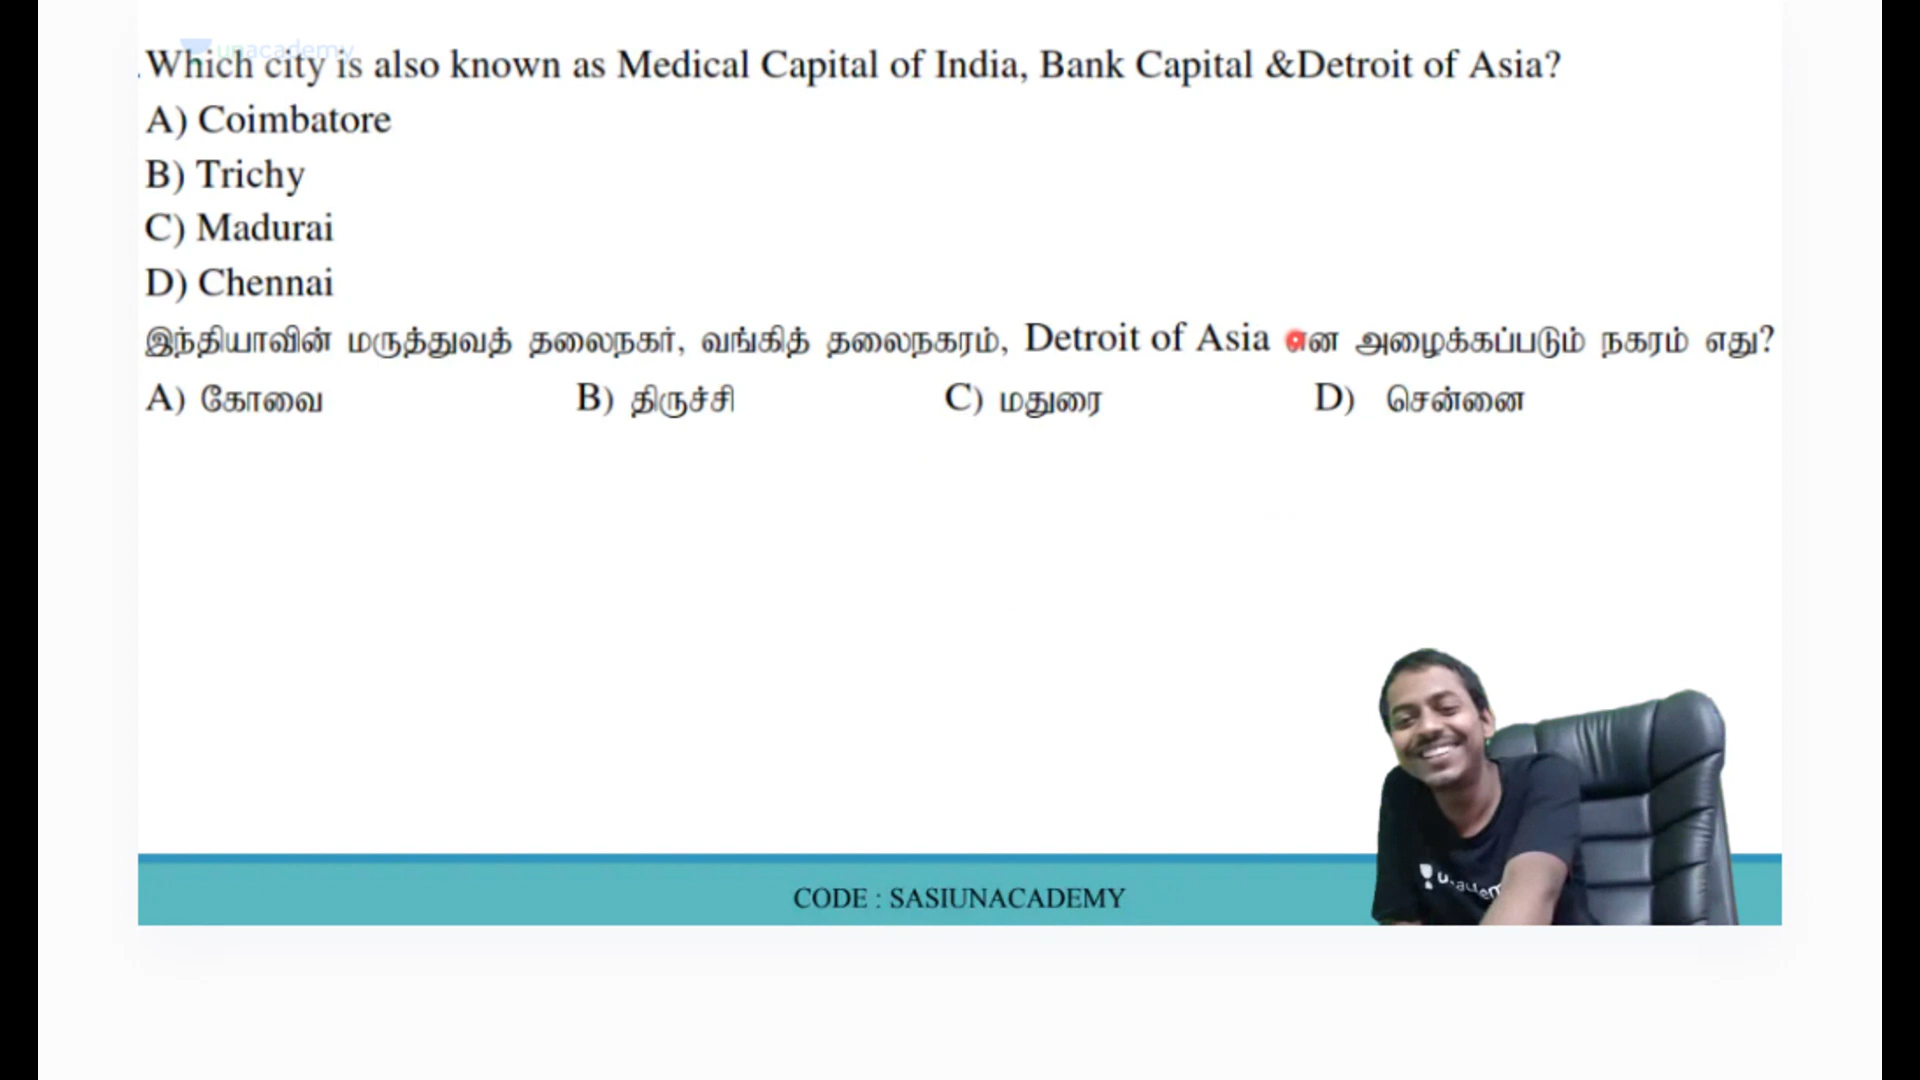 unacademy
.Which city is also known as Medical Capital of India, Bank Capital &Detroit of Asia?
A) Coimbatore
B) Trichy
C) Madurai
D) Chennai
இந்தியாவின் மருத்துவத் தலைநகர், வங்கித் தலைநகரம், Detroit of Asia என அழைக்கப்படும் நகரம் எது?
A) கோவை B) திருச்சி C) மதுரை D) சென்னை
CODE : SASIUNACADEMY